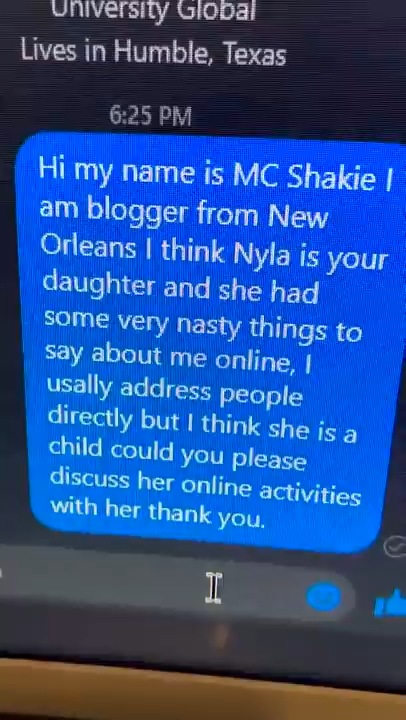 University Global
Lives in Humble, Texas
6:25 PM
Hi my name is MC Shakie I
am blogger from New
Orleans I think Nyla is your
daughter and she had
some very nasty things to
say about me online, I
usally address people
directly but I think she is a
child could you please
discuss her online activities
with her thank you.